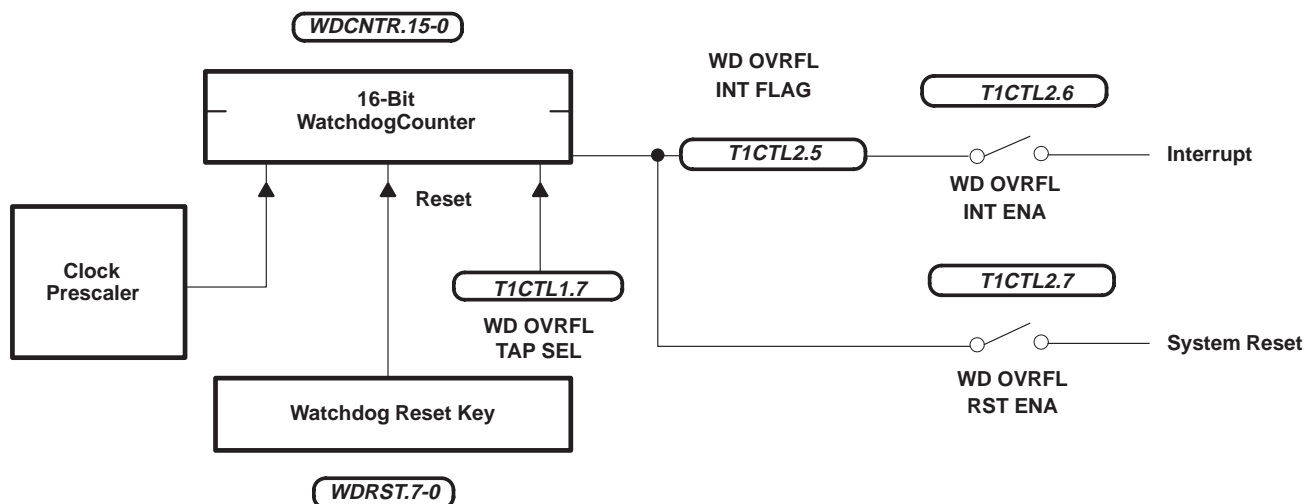 WDCNTR.15-0
16-Bit
WatchdogCounter
WD OVRFL
INT FLAG
T1CTL2.6
T1CTL2.5
Interrupt
WD OVRFL
INT ENA
Reset
Clock
Prescaler
T1CTL1.7
WD OVRFL
TAP SEL
T1CTL2.7
System Reset
WD OVRFL
RST ENA
Watchdog Reset Key
WDRST.7-0